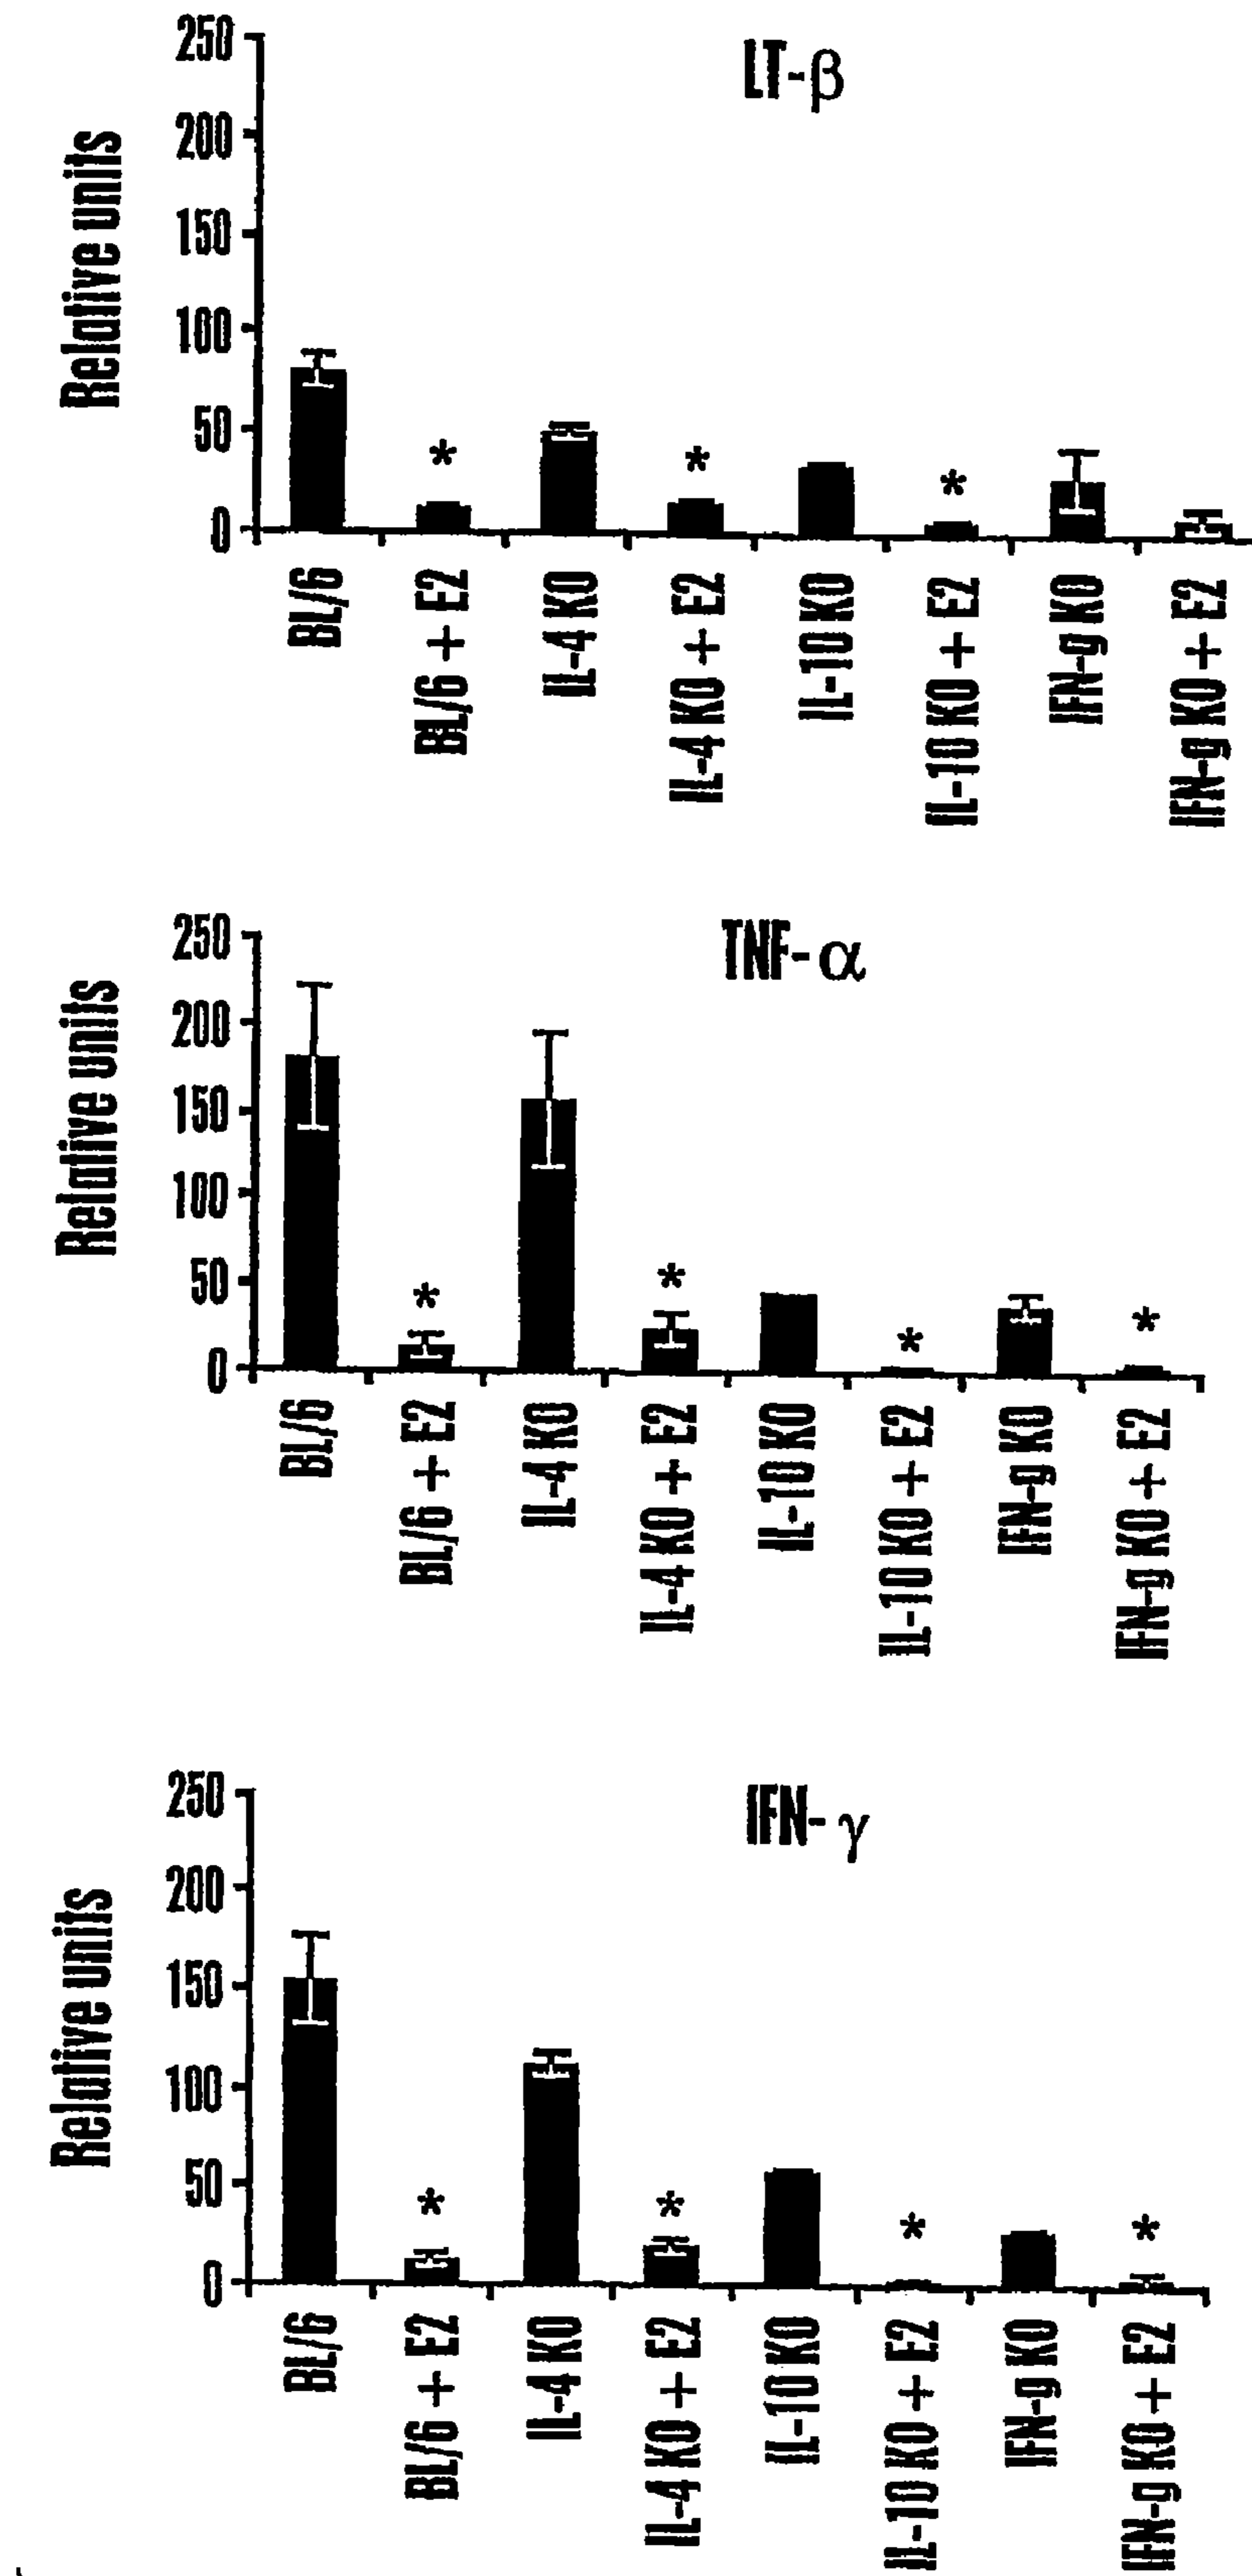 LT-β
Relative units
250
200
150
100
50
0
*
*
*
BL/6
BL/6 + E2
IL-4 KO
IL-4 KO + E2
IL-10 KO
IL-10 KO + E2
IFN-g KO
IFN-g KO + E2
TNF-α
Relative units
250
200
150
100
50
0
*
*
*
*
BL/6
BL/6 + E2
IL-4 KO
IL-4 KO + E2
IL-10 KO
IL-10 KO + E2
IFN-g KO
IFN-g KO + E2
IFN-γ
Relative units
250
200
150
100
50
0
*
*
*
*
BL/6
BL/6 + E2
IL-4 KO
IL-4 KO + E2
IL-10 KO
IL-10 KO + E2
IFN-g KO
IFN-g KO + E2